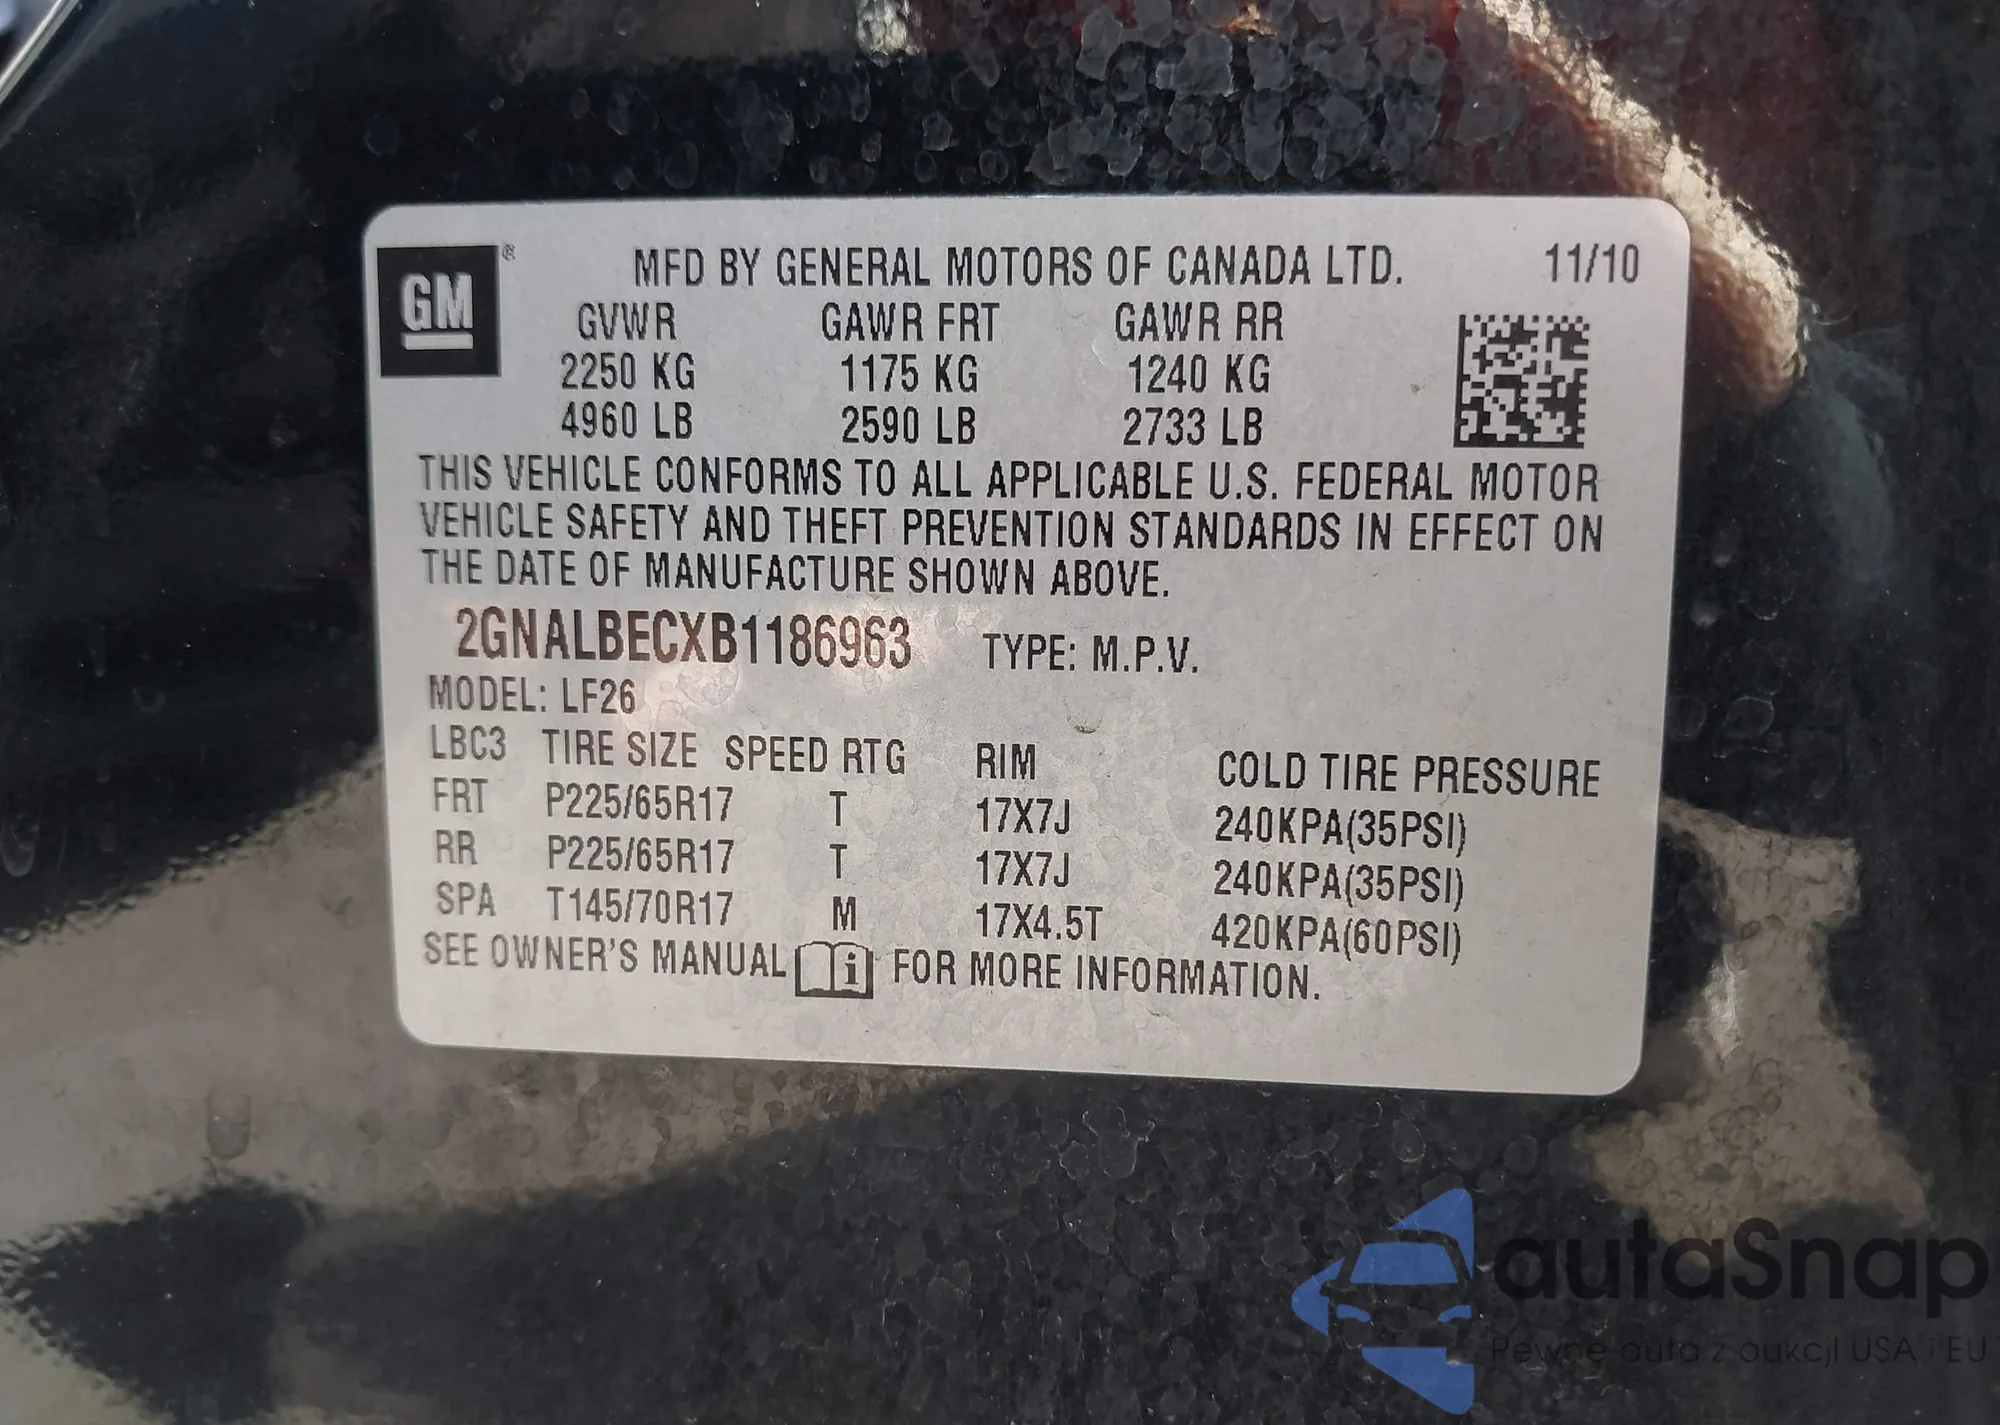 GM ®
MFD BY GENERAL MOTORS OF CANADA LTD. 11/10
GVWR GAWR FRT GAWR RR
2250 KG 1175 KG 1240 KG
4960 LB 2590 LB 2733 LB
THIS VEHICLE CONFORMS TO ALL APPLICABLE U.S. FEDERAL MOTOR
VEHICLE SAFETY AND THEFT PREVENTION STANDARDS IN EFFECT ON
THE DATE OF MANUFACTURE SHOWN ABOVE.
2GNALBECXB1186963 TYPE: M.P.V.
MODEL: LF26
LBC3 TIRE SIZE SPEED RTG RIM COLD TIRE PRESSURE
FRT P225/65R17 T 17X7J 240KPA(35PSI)
RR P225/65R17 T 17X7J 240KPA(35PSI)
SPA T145/70R17 M 17X4.5T 420KPA(60PSI)
SEE OWNER'S MANUAL i FOR MORE INFORMATION.
autaSnap
Pewne auta z aukcji USA i EU